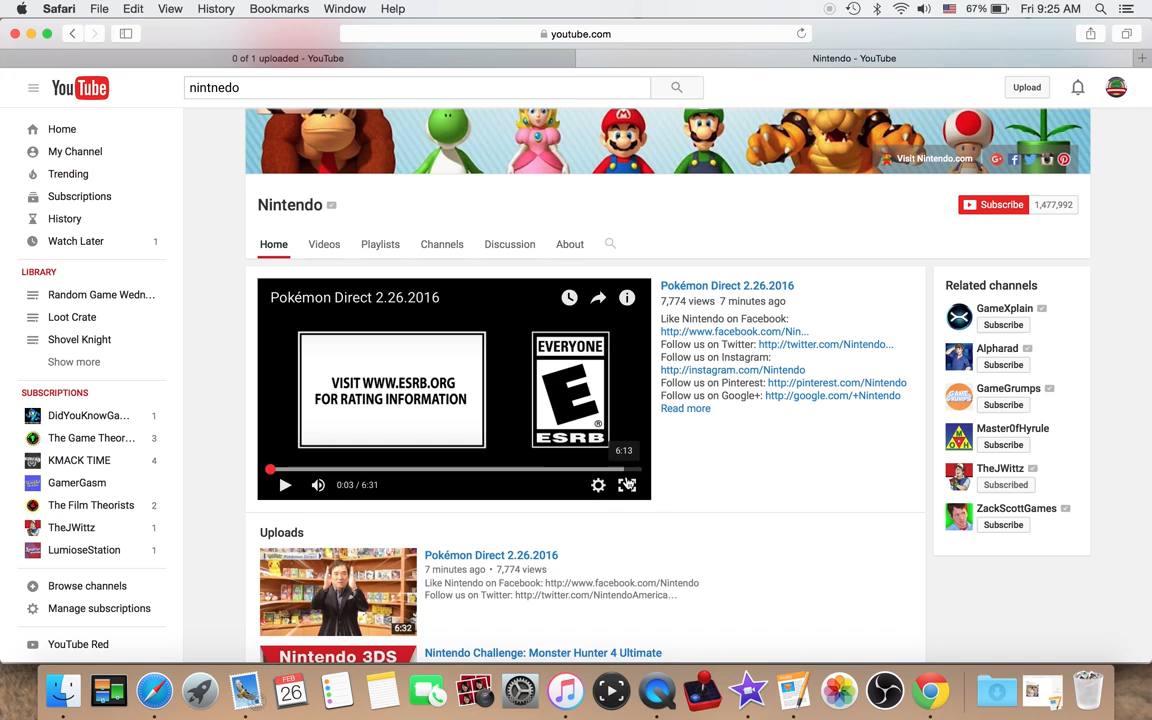 Safari File Edit View History Bookmarks Window Help 67% Fri 9:25 AM
youtube.com
0 of 1 uploaded - YouTube Nintendo - YouTube
YouTube nintnedo Upload
Visit Nintendo.com
Home
My Channel
Trending
Subscriptions
History
Watch Later 1
LIBRARY
Random Game Wedn...
Loot Crate
Shovel Knight
Show more
SUBSCRIPTIONS
DidYouKnowGa... 1
The Game Theor... 3
KMACK TIME 4
GamerGasm
The Film Theorists 2
TheJWittz 1
LumioseStation 1
Browse channels
Manage subscriptions
YouTube Red
Nintendo
Subscribe 1,477,992
Home Videos Playlists Channels Discussion About
Pokémon Direct 2.26.2016
VISIT WWW.ESRB.ORG
FOR RATING INFORMATION
EVERYONE
E
ESRB
6:13
0:03 / 6:31
Pokémon Direct 2.26.2016
7,774 views 7 minutes ago
Like Nintendo on Facebook:
http://www.facebook.com/Nin...
Follow us on Twitter: http://twitter.com/Nintendo...
Follow us on Instagram:
http://instagram.com/Nintendo
Follow us on Pinterest: http://pinterest.com/Nintendo
Follow us on Google+: http://google.com/+Nintendo
Read more
Uploads
6:32
Pokémon Direct 2.26.2016
7 minutes ago • 7,774 views
Like Nintendo on Facebook: http://www.facebook.com/Nintendo
Follow us on Twitter: http://twitter.com/NintendoAmerica...
Nintendo 3DS
Nintendo Challenge: Monster Hunter 4 Ultimate
Related channels
GameXplain
Subscribe
Alpharad
Subscribe
GameGrumps
Subscribe
Master0fHyrule
Subscribe
TheJWittz
Subscribed
ZackScottGames
Subscribe
FEB
26